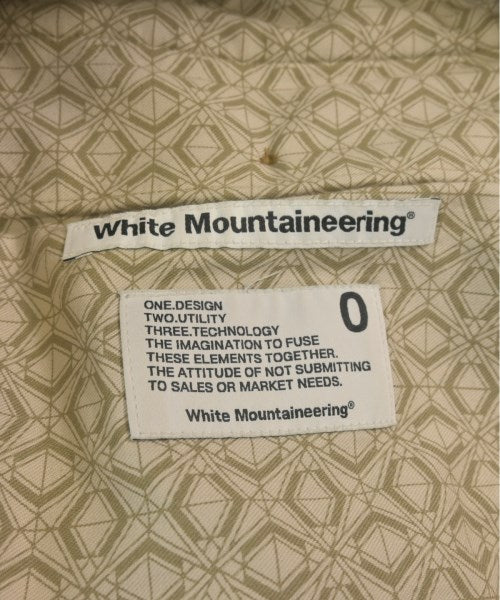 White Mountaineering®
0
ONE.DESIGN
TWO.UTILITY
THREE.TECHNOLOGY
THE IMAGINATION TO FUSE
THESE ELEMENTS TOGETHER.
THE ATTITUDE OF NOT SUBMITTING
TO SALES OR MARKET NEEDS.
White Mountaineering®